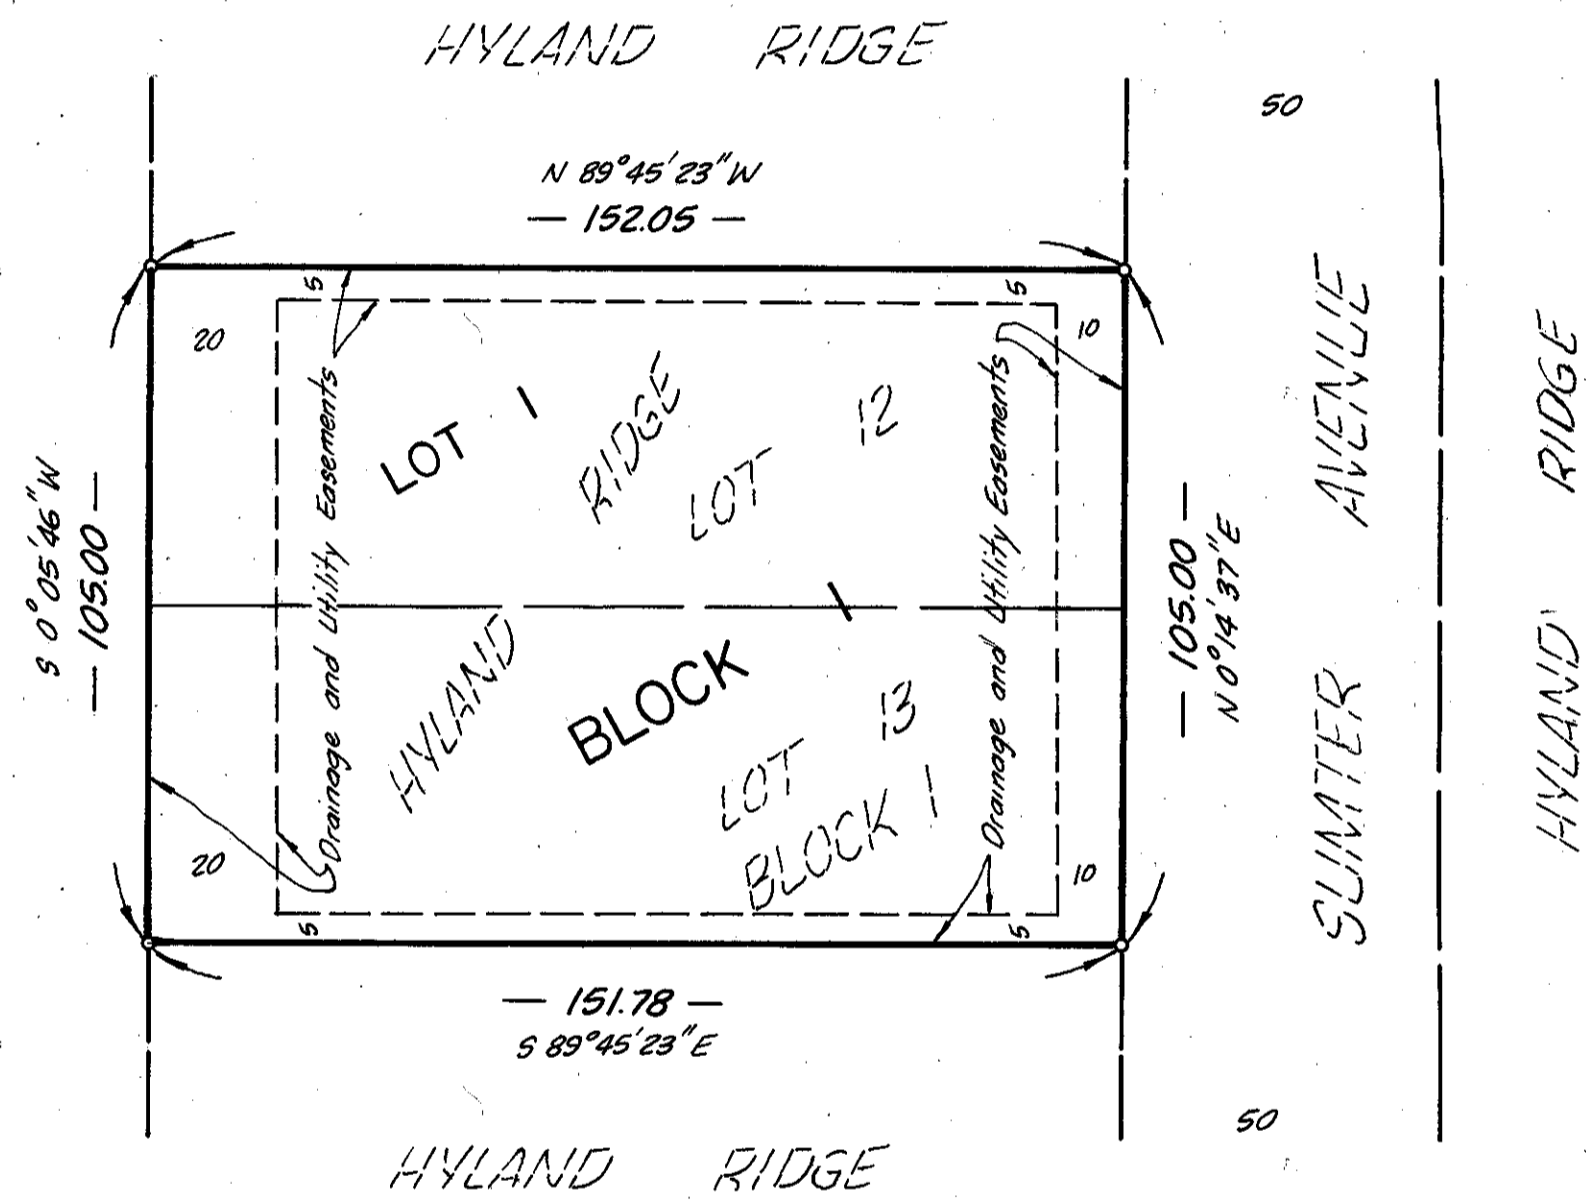 HYLAND RIDGE
50
N 89°45'23" W
— 152.05 —
5
5
20
10
Drainage and Utility Easements
Drainage and Utility Easements
LOT 1
RIDGE
LOT 12
S 0°05'46" W
— 105.00 —
— 105.00 —
N 0°14'37" E
SUMTER AVENUE
HYLAND RIDGE
HYLAND
BLOCK 1
LOT 13
BLOCK 1
20
10
5
5
— 151.78 —
S 89°45'23" E
50
HYLAND RIDGE